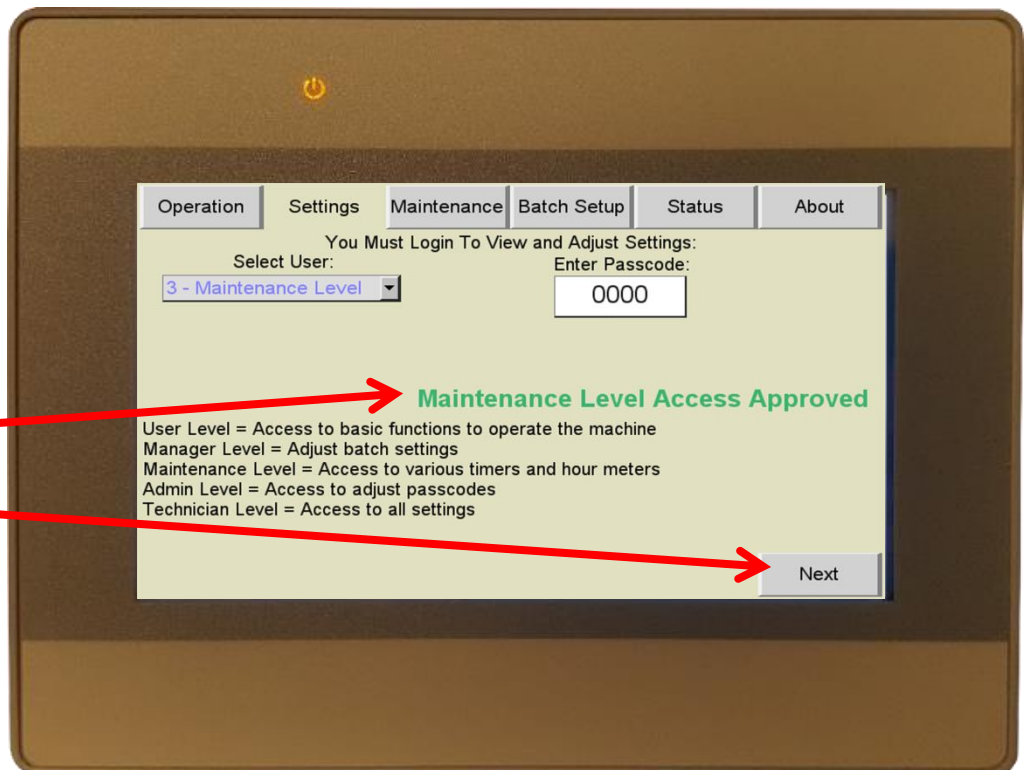 Operation Settings Maintenance Batch Setup Status About
You Must Login To View and Adjust Settings:
Select User: Enter Passcode:
3 - Maintenance Level 0000
Maintenance Level Access Approved
User Level = Access to basic functions to operate the machine
Manager Level = Adjust batch settings
Maintenance Level = Access to various timers and hour meters
Admin Level = Access to adjust passcodes
Technician Level = Access to all settings
Next